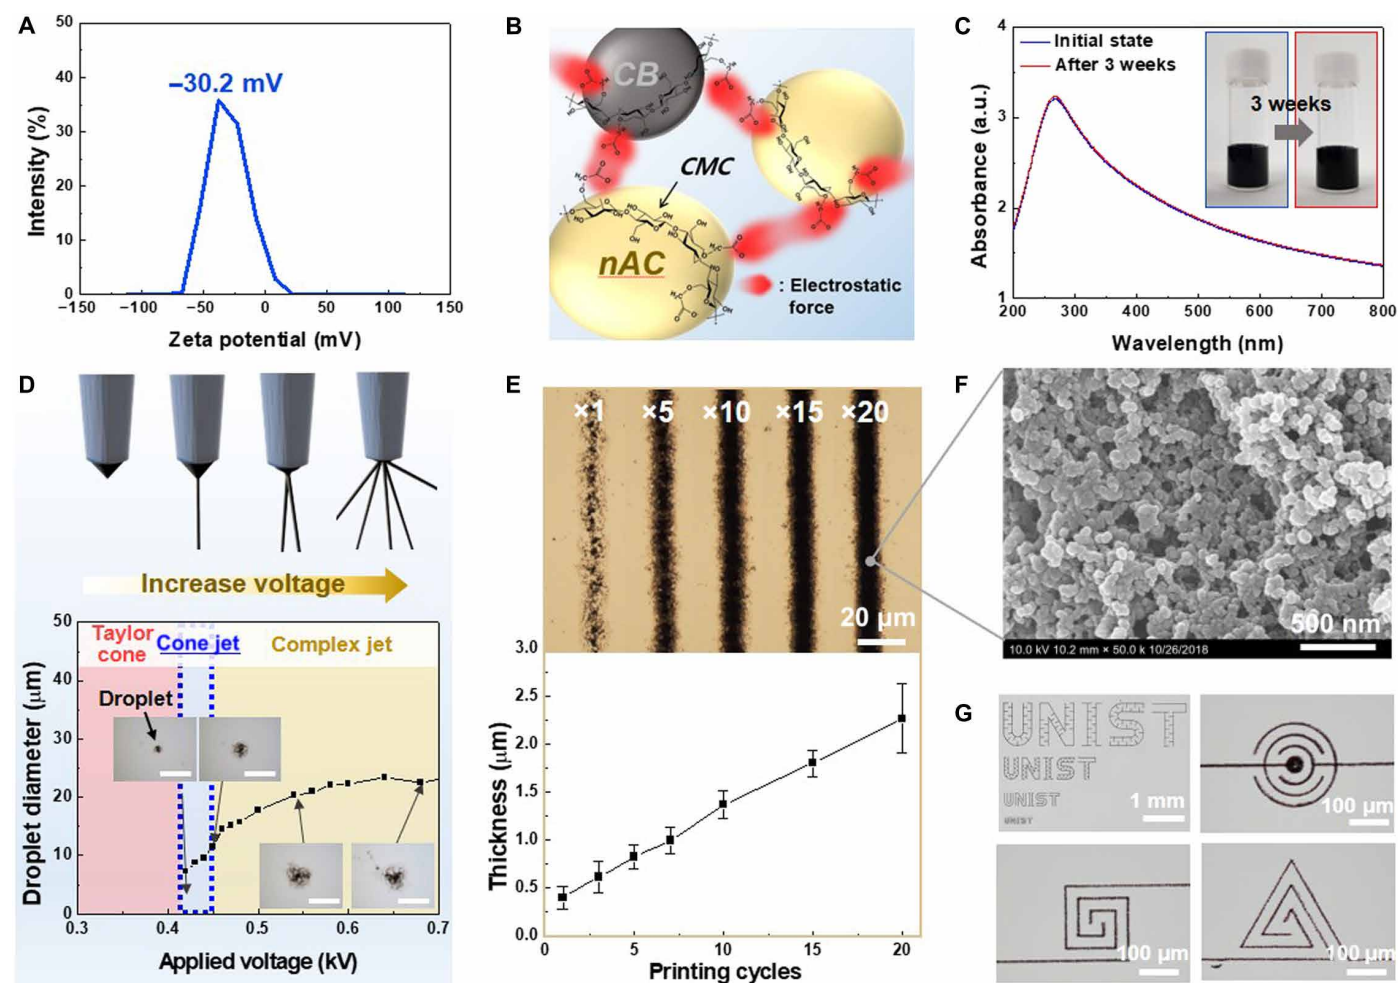 A
50
40
30
20
10
0
Intensity (%)
–30.2 mV
–150
–100
–50
0
50
100
150
Zeta potential (mV)
B
CB
CMC
nAC
: Electrostatic
force
C
4
3
2
1
Absorbance (a.u.)
Initial state
After 3 weeks
3 weeks
200
300
400
500
600
700
800
Wavelength (nm)
D
Increase voltage
50
40
30
20
10
0
Droplet diameter (μm)
Taylor
cone
Cone jet
Complex jet
Droplet
0.3
0.4
0.5
0.6
0.7
Applied voltage (kV)
E
×1
×5
×10
×15
×20
20 μm
3.0
2.5
2.0
1.5
1.0
0.5
0.0
Thickness (μm)
0
5
10
15
20
Printing cycles
F
500 nm
10.0 kV 10.2 mm × 50.0 k 10/26/2018
G
UNIST
UNIST
UNIST
UNIST
1 mm
100 μm
100 μm
100 μm